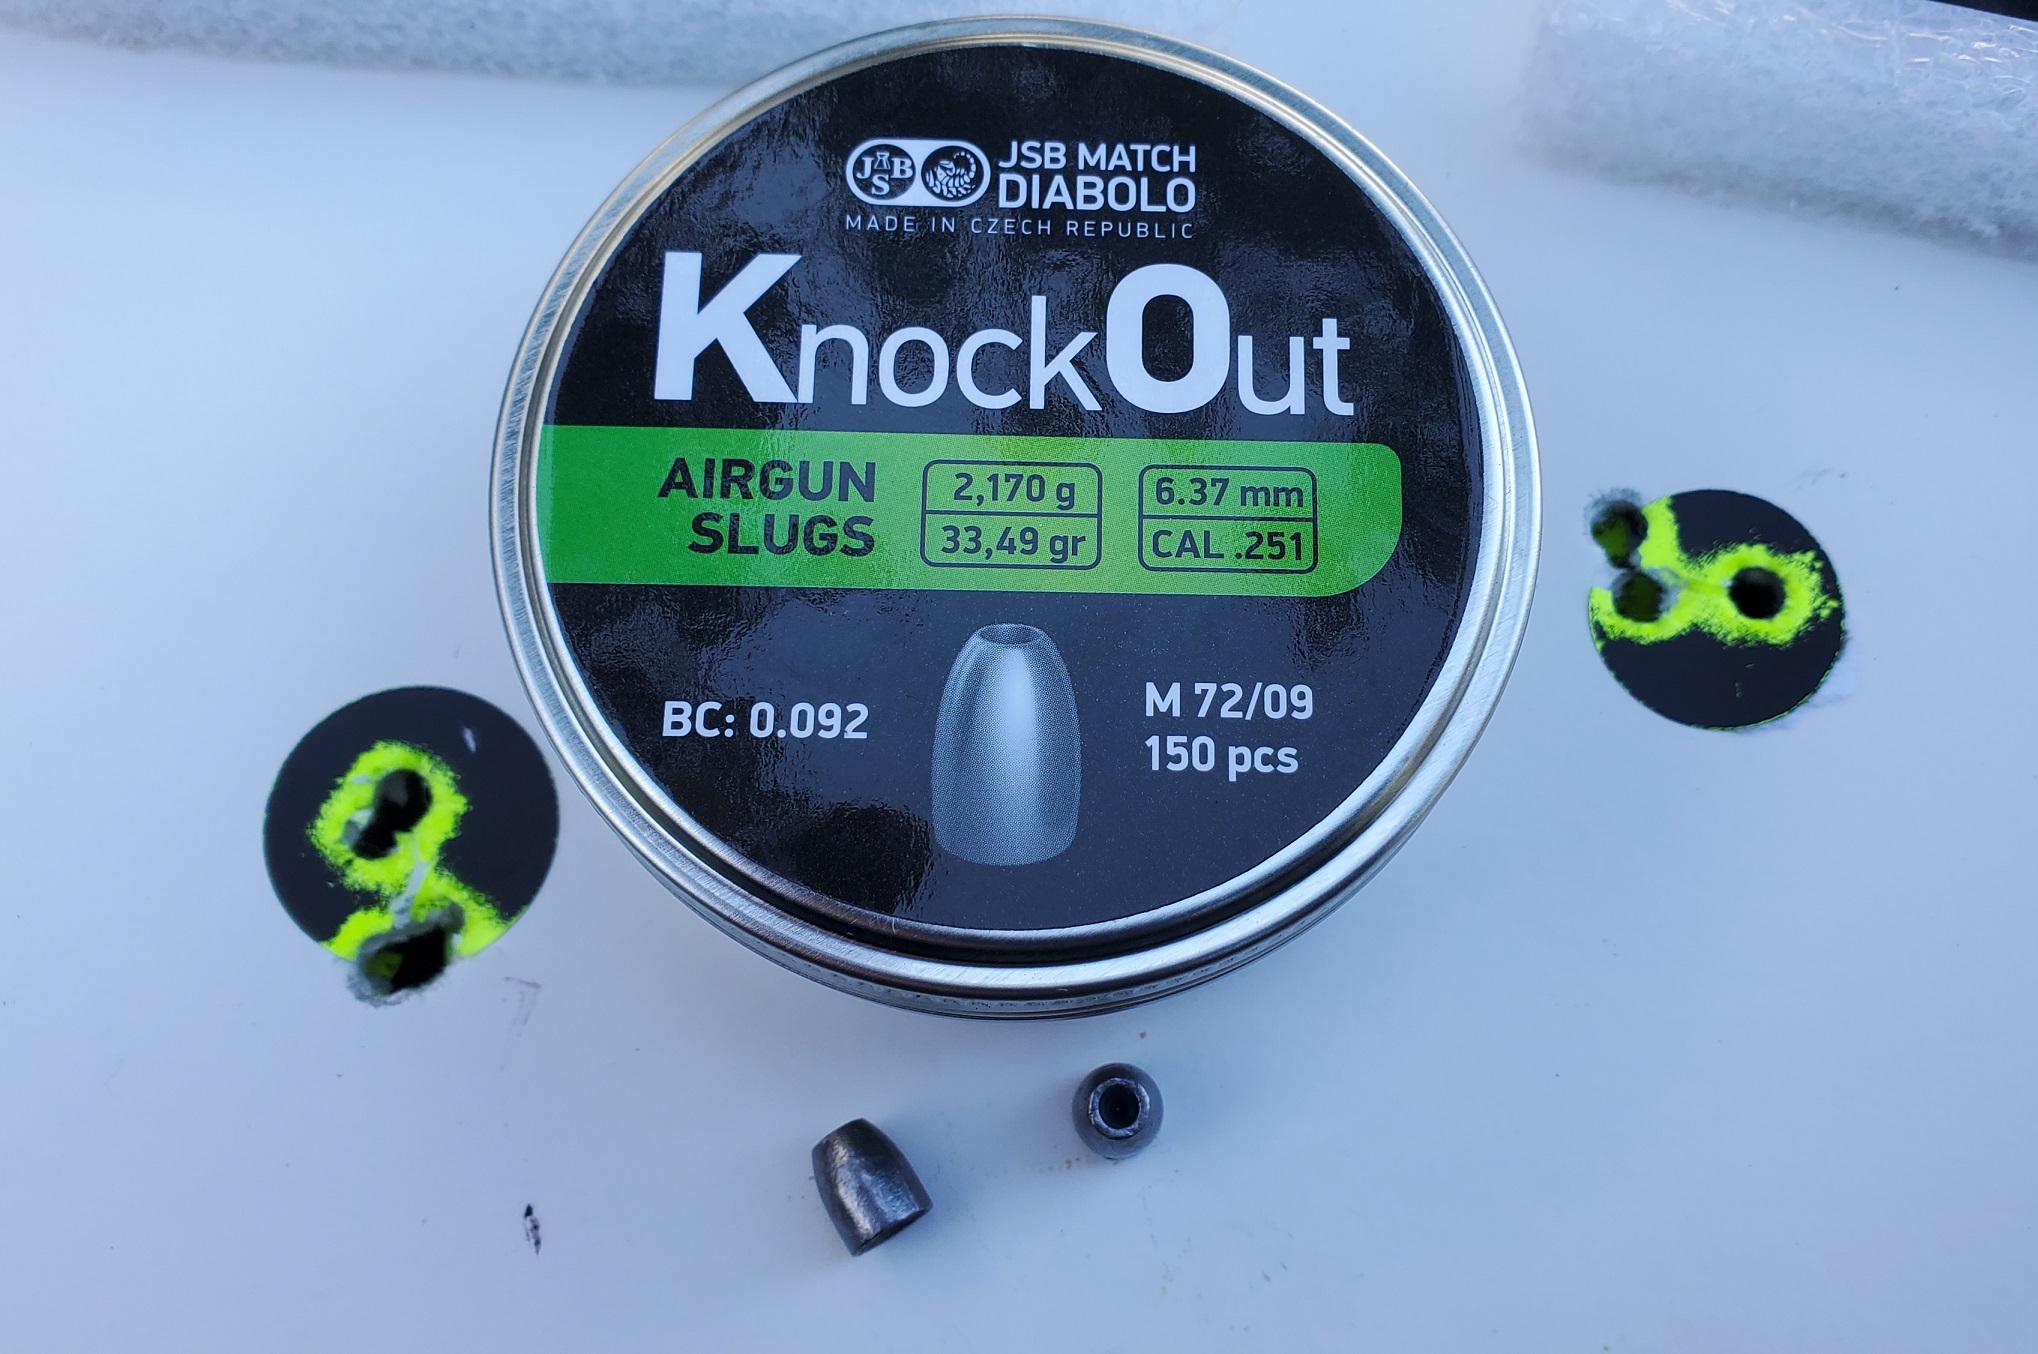 JSB
JSB MATCH
DIABOLO
MADE IN CZECH REPUBLIC
KnockOut
AIRGUN
SLUGS
2,170 g
33,49 gr
6.37 mm
CAL .251
BC: 0.092
M 72/09
150 pcs